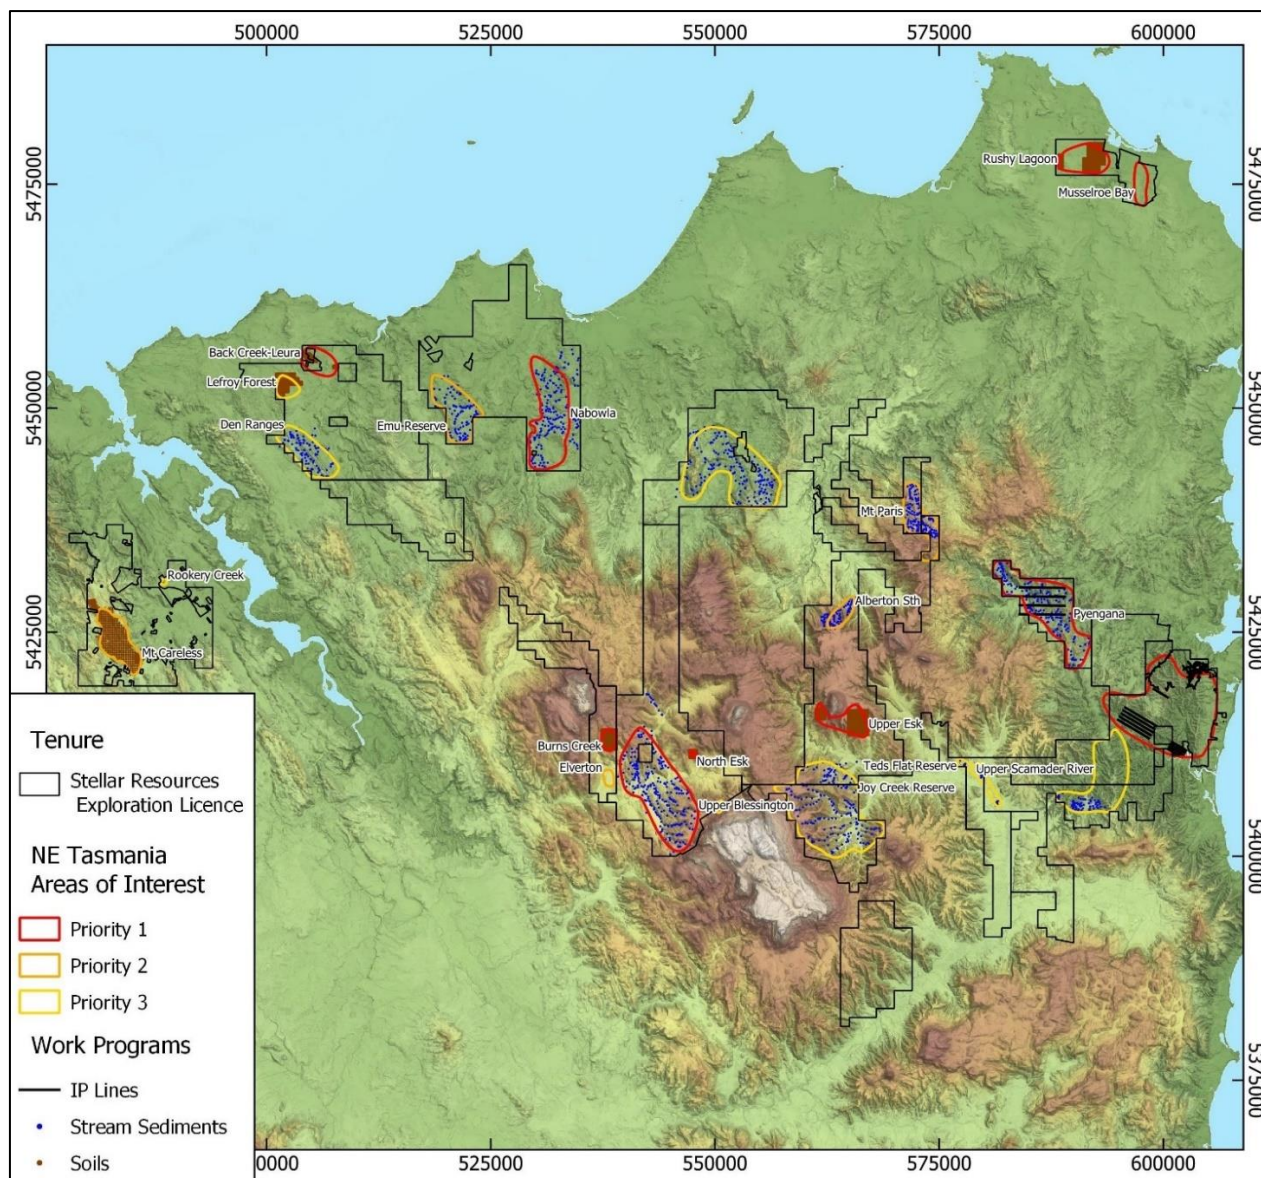 500000
525000
550000
575000
600000
5475000
5475000
Rushy Lagoon
Musselroe Bay
Back Creek-Leura
Lefroy Forest
Den Ranges
Emu Reserve
Nabowla
5450000
5450000
Mt Paris
Rookery Creek
Mt Careless
Alberton Sth
Pyengana
5425000
5425000
Upper Esk
Burns Creek
North Esk
Elverton
Upper Blessington
Teds Flat Reserve
Upper Scamader River
Joy Creek Reserve
5400000
5375000
Tenure
Stellar Resources
Exploration Licence
NE Tasmania
Areas of Interest
Priority 1
Priority 2
Priority 3
Work Programs
IP Lines
Stream Sediments
Soils
00000
525000
550000
575000
600000